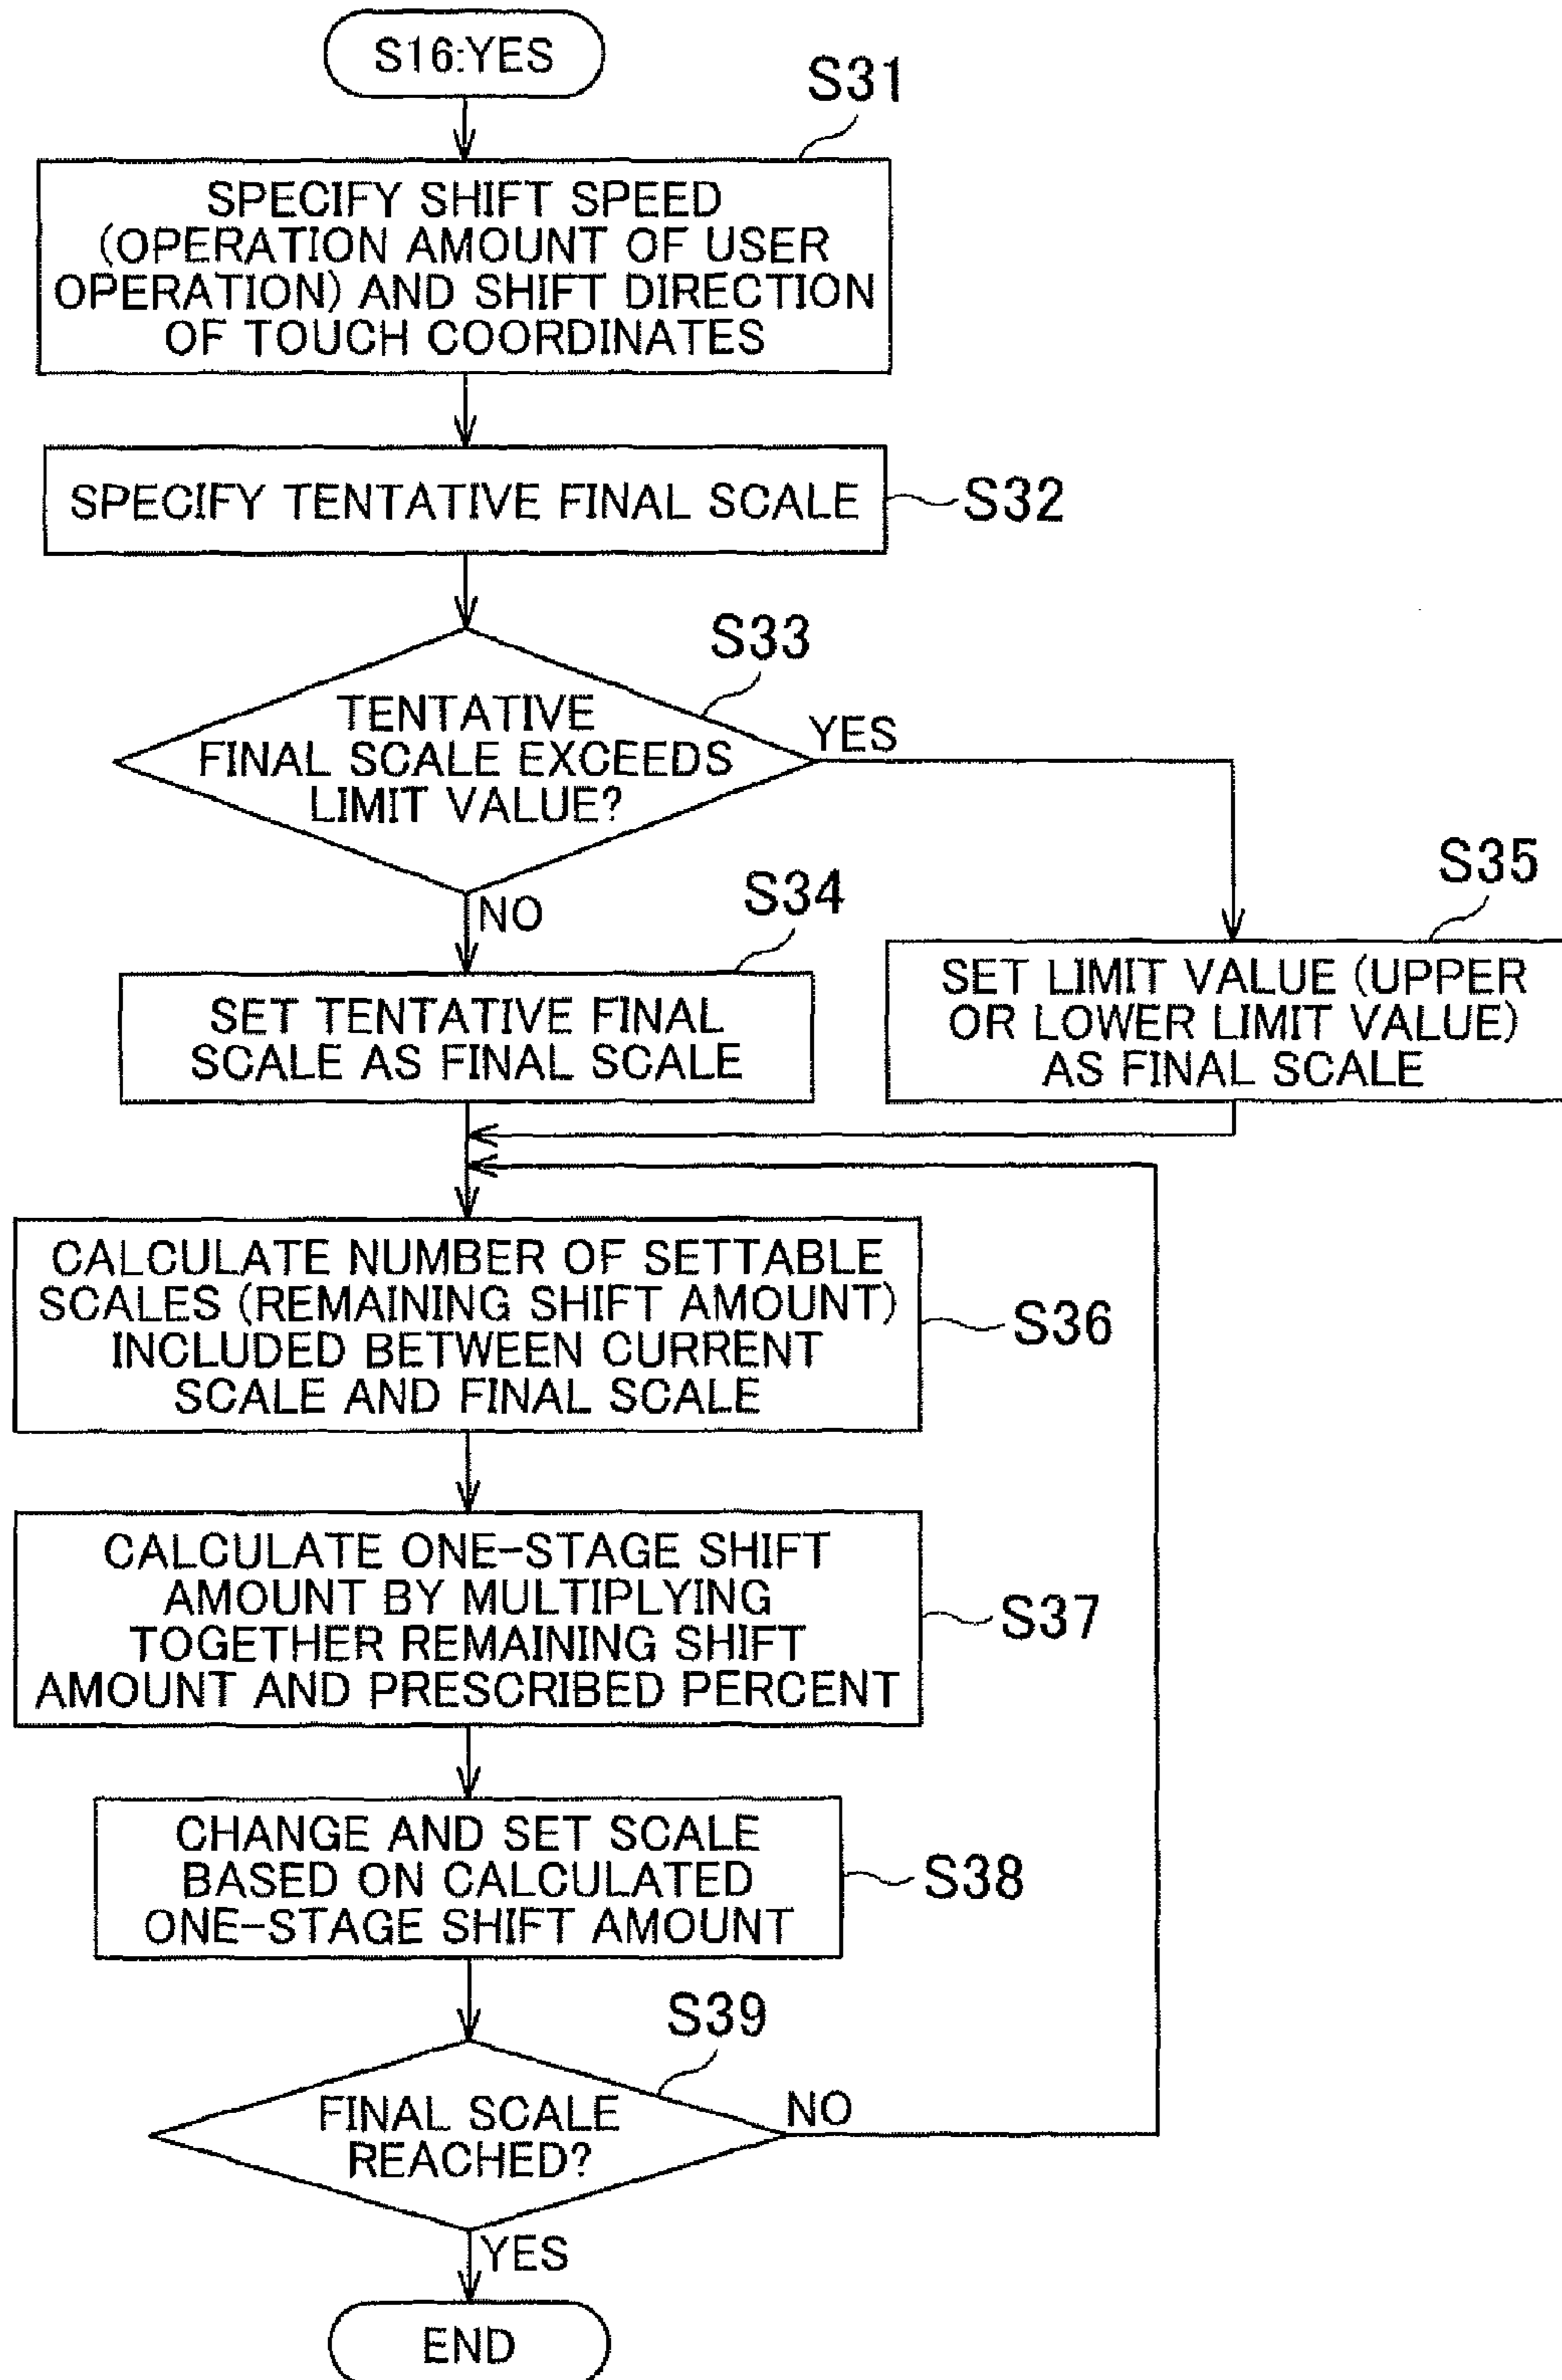 S16:YES
S31
SPECIFY SHIFT SPEED
(OPERATION AMOUNT OF USER
OPERATION) AND SHIFT DIRECTION
OF TOUCH COORDINATES
SPECIFY TENTATIVE FINAL SCALE
S32
S33
TENTATIVE
FINAL SCALE EXCEEDS
LIMIT VALUE?
YES
NO
S34
SET TENTATIVE FINAL
SCALE AS FINAL SCALE
S35
SET LIMIT VALUE (UPPER
OR LOWER LIMIT VALUE)
AS FINAL SCALE
CALCULATE NUMBER OF SETTABLE
SCALES (REMAINING SHIFT AMOUNT)
INCLUDED BETWEEN CURRENT
SCALE AND FINAL SCALE
S36
CALCULATE ONE-STAGE SHIFT
AMOUNT BY MULTIPLYING
TOGETHER REMAINING SHIFT
AMOUNT AND PRESCRIBED PERCENT
S37
CHANGE AND SET SCALE
BASED ON CALCULATED
ONE-STAGE SHIFT AMOUNT
S38
S39
FINAL SCALE
REACHED?
NO
YES
END